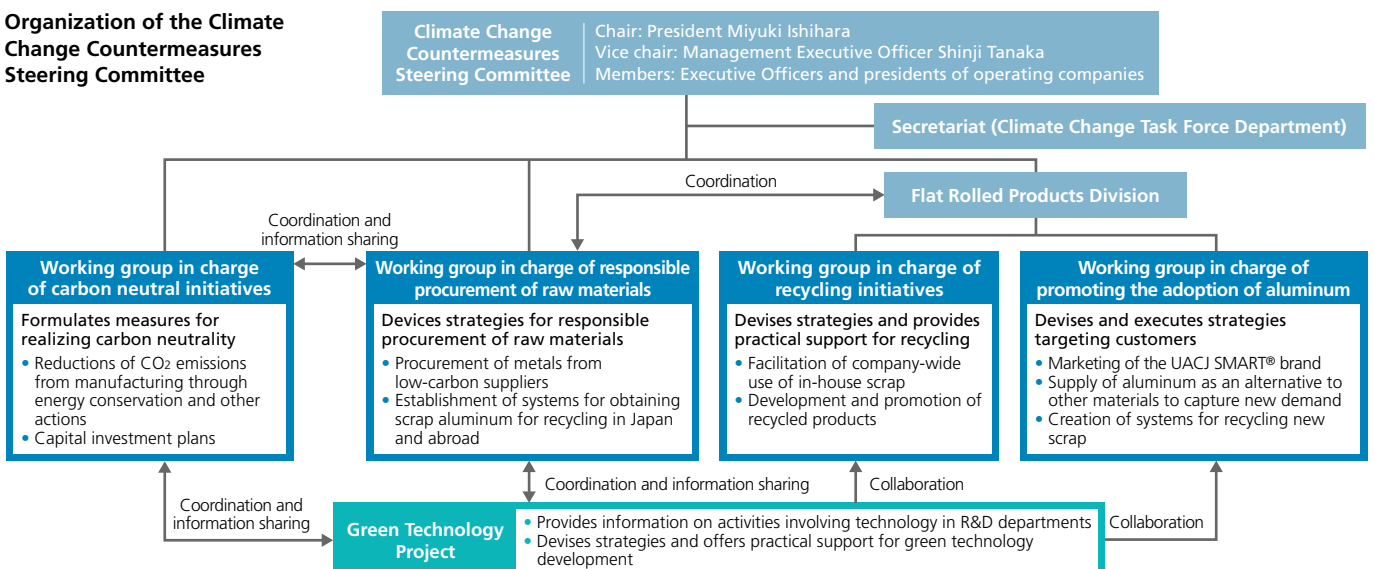 Organization of the Climate
Change Countermeasures
Steering Committee
Climate Change
Countermeasures
Steering Committee
Chair: President Miyuki Ishihara
Vice chair: Management Executive Officer Shinji Tanaka
Members: Executive Officers and presidents of operating companies
Secretariat (Climate Change Task Force Department)
Coordination
Flat Rolled Products Division
Coordination and
information sharing
Working group in charge
of carbon neutral initiatives
Formulates measures for
realizing carbon neutrality
• Reductions of CO2 emissions
from manufacturing through
energy conservation and other
actions
• Capital investment plans
Working group in charge of responsible
procurement of raw materials
Devices strategies for responsible
procurement of raw materials
• Procurement of metals from
low-carbon suppliers
• Establishment of systems for obtaining
scrap aluminum for recycling in Japan
and abroad
Working group in charge of
recycling initiatives
Devises strategies and provides
practical support for recycling
• Facilitation of company-wide
use of in-house scrap
• Development and promotion of
recycled products
Working group in charge of
promoting the adoption of aluminum
Devises and executes strategies
targeting customers
• Marketing of the UACJ SMART® brand
• Supply of aluminum as an alternative to
other materials to capture new demand
• Creation of systems for recycling new
scrap
Coordination and
information sharing
Coordination and information sharing
Collaboration
Green Technology
Project
• Provides information on activities involving technology in R&D departments
• Devises strategies and offers practical support for green technology
development
Collaboration